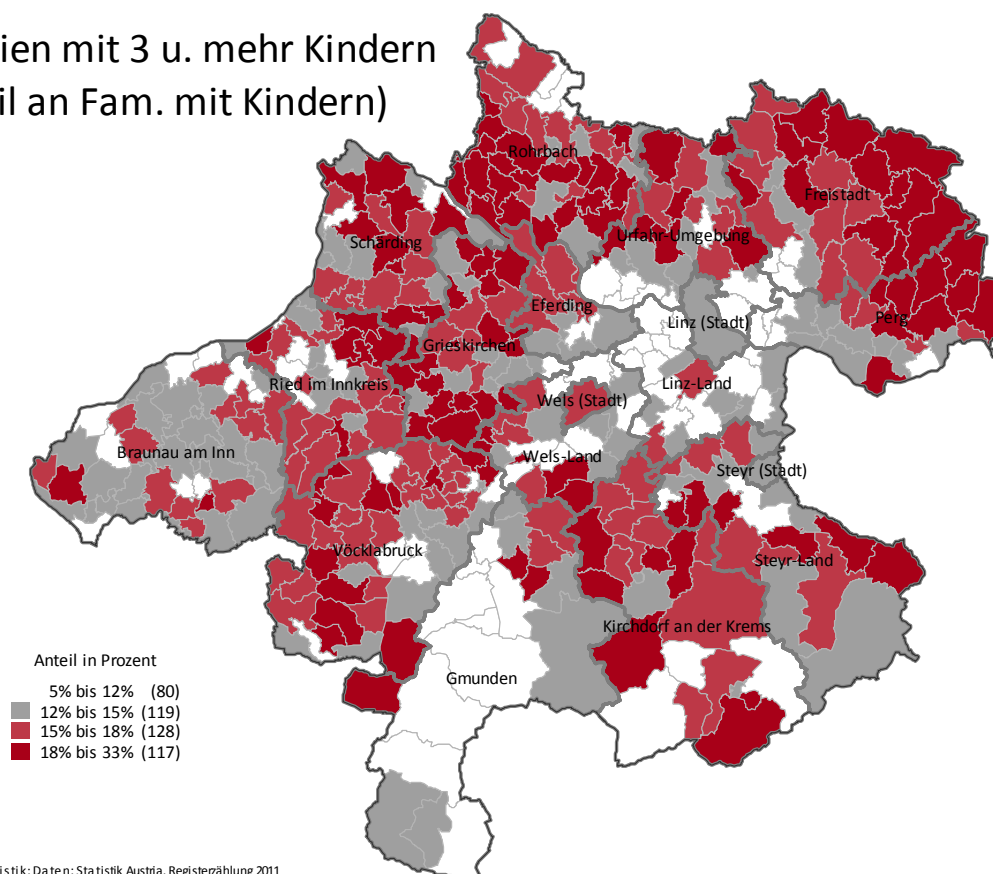 ien mit 3 u. mehr Kindern
il an Fam. mit Kindern)
Rohrbach
Freistadt
Schärding
Urfahr-Umgebung
Eferding
Linz (Stadt)
Perg
Grieskirchen
Ried im Innkreis
Linz-Land
Wels (Stadt)
Braunau am Inn
Wels-Land
Steyr (Stadt)
Vöcklabruck
Steyr-Land
Kirchdorf an der Krems
Gmunden
Anteil in Prozent
5% bis 12% (80)
12% bis 15% (119)
15% bis 18% (128)
18% bis 33% (117)
istik; Daten: Statistik Austria, Registerzählung 2011